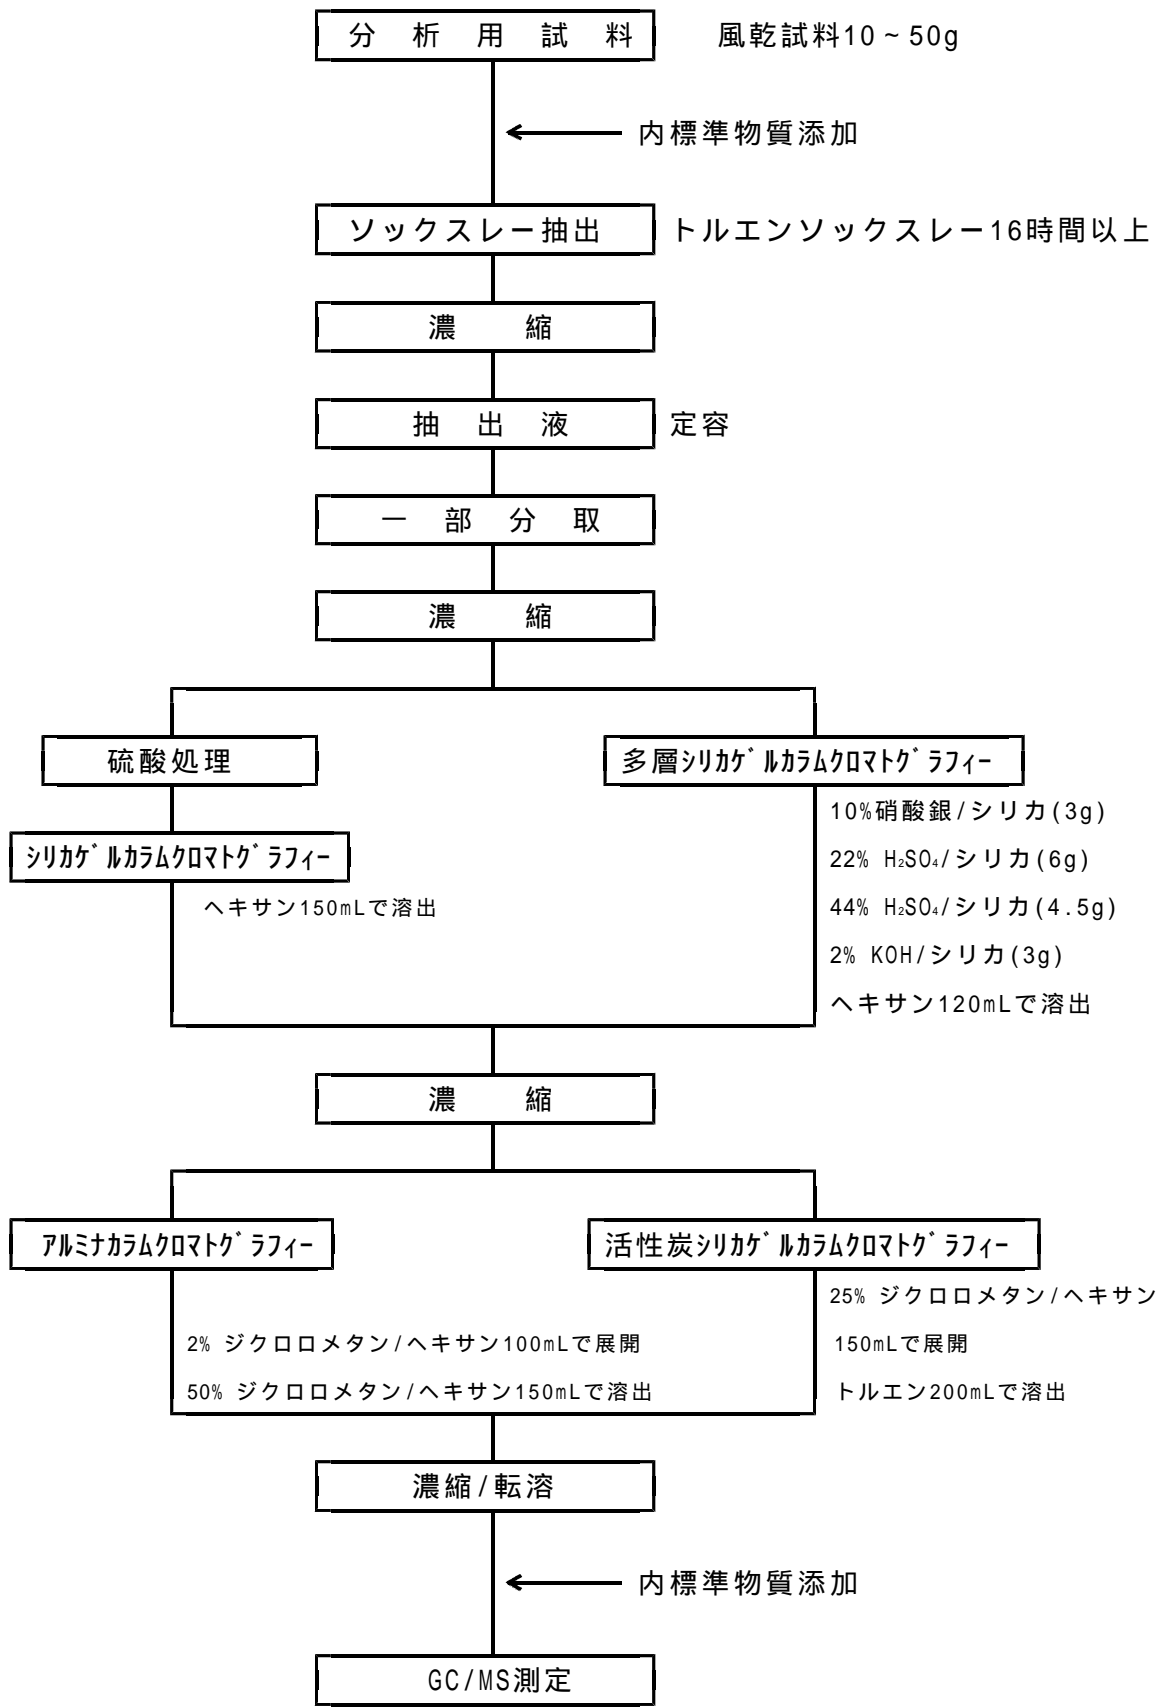 分析用試料 風乾試料10~50g
内標準物質添加
ソックスレー抽出 トルエンソックスレー16時間以上
濃縮
抽出液 定容
一部分取
濃縮
硫酸処理
シリカゲルカラムクロマトグラフィー
ヘキサン150mLで溶出
多層シリカゲルカラムクロマトグラフィー
10%硝酸銀/シリカ(3g)
22% H₂SO₄/シリカ(6g)
44% H₂SO₄/シリカ(4.5g)
2% KOH/シリカ(3g)
ヘキサン120mLで溶出
濃縮
アルミナカラムクロマトグラフィー
2% ジクロロメタン/ヘキサン100mLで展開
50% ジクロロメタン/ヘキサン150mLで溶出
活性炭シリカゲルカラムクロマトグラフィー
25% ジクロロメタン/ヘキサン
150mLで展開
トルエン200mLで溶出
濃縮/転溶
内標準物質添加
GC/MS測定